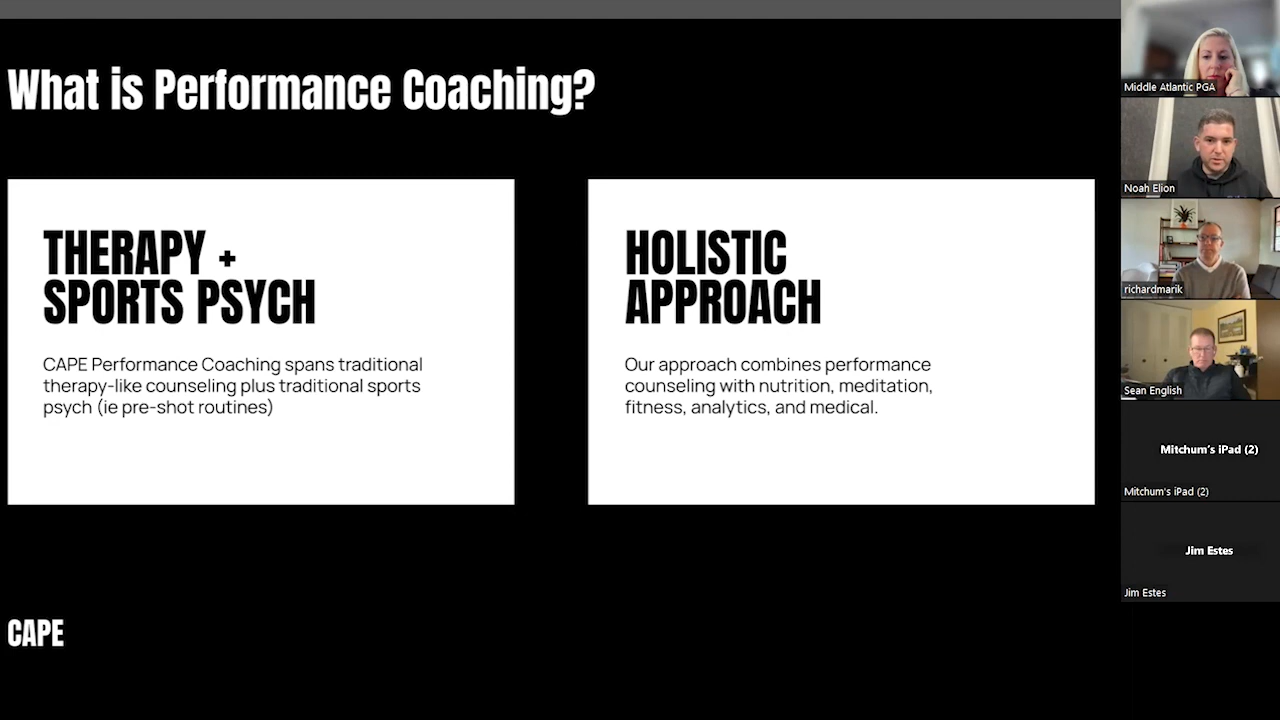 What is Performance Coaching?
THERAPY +
SPORTS PSYCH
CAPE Performance Coaching spans traditional
therapy-like counseling plus traditional sports
psych (ie pre-shot routines)
HOLISTIC
APPROACH
Our approach combines performance
counseling with nutrition, meditation,
fitness, analytics, and medical.
CAPE
Middle Atlantic PGA
Noah Elion
richardmarik
Sean English
Mitchum's iPad (2)
Mitchum's iPad (2)
Jim Estes
Jim Estes